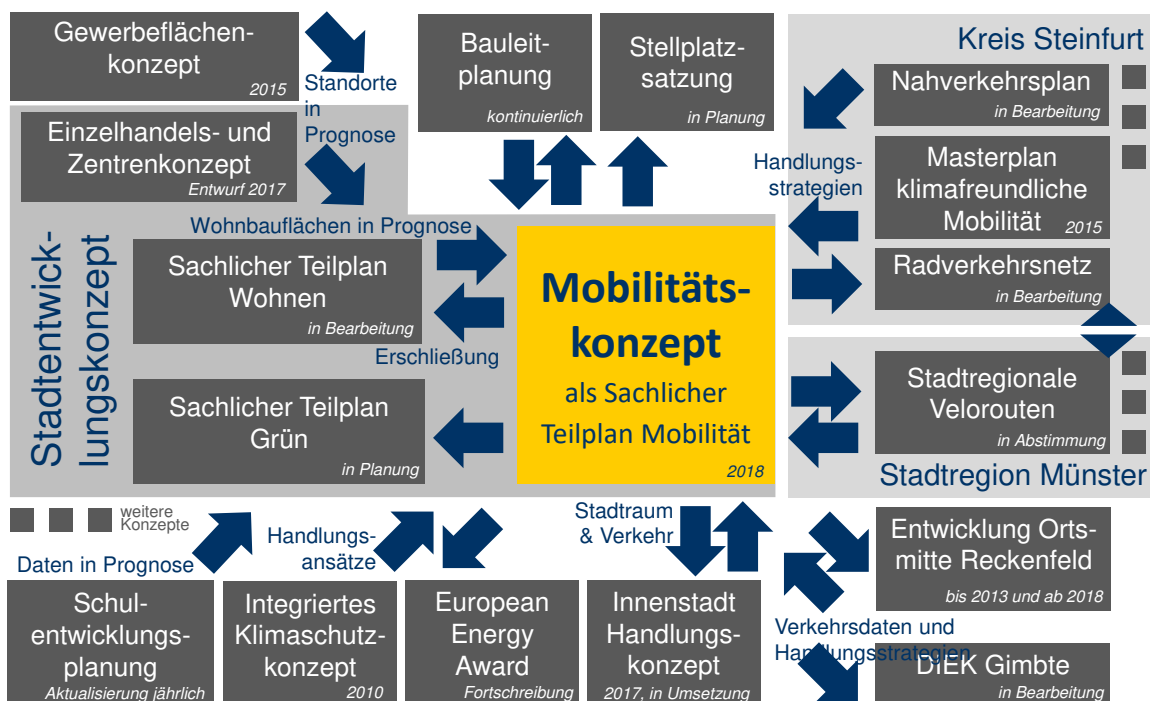 Gewerbeflächen-
konzept
2015
Standorte
in
Prognose
Einzelhandels- und
Zentrenkonzept
Entwurf 2017
Bauleit-
planung
kontinuierlich
Stellplatz-
satzung
in Planung
Kreis Steinfurt
Nahverkehrsplan
in Bearbeitung
Handlungs-
strategien
Masterplan
klimafreundliche
Mobilität
2015
Radverkehrsnetz
in Bearbeitung
Stadtentwick-
lungskonzept
Wohnbauflächen in Prognose
Sachlicher Teilplan
Wohnen
in Bearbeitung
Erschließung
Sachlicher Teilplan
Grün
in Planung
Mobilitäts-
konzept
als Sachlicher
Teilplan Mobilität
2018
Stadtregionale
Velorouten
in Abstimmung
Stadtregion Münster
weitere
Konzepte
Daten in Prognose
Handlungs-
ansätze
Stadtraum
& Verkehr
Schul-
entwicklungs-
planung
Aktualisierung jährlich
Integriertes
Klimaschutz-
konzept
2010
European
Energy
Award
Fortschreibung
Innenstadt
Handlungs-
konzept
2017, in Umsetzung
Entwicklung Orts-
mitte Reckenfeld
bis 2013 und ab 2018
Verkehrsdaten und
Handlungsstrategien
DiEK Gimbte
in Bearbeitung